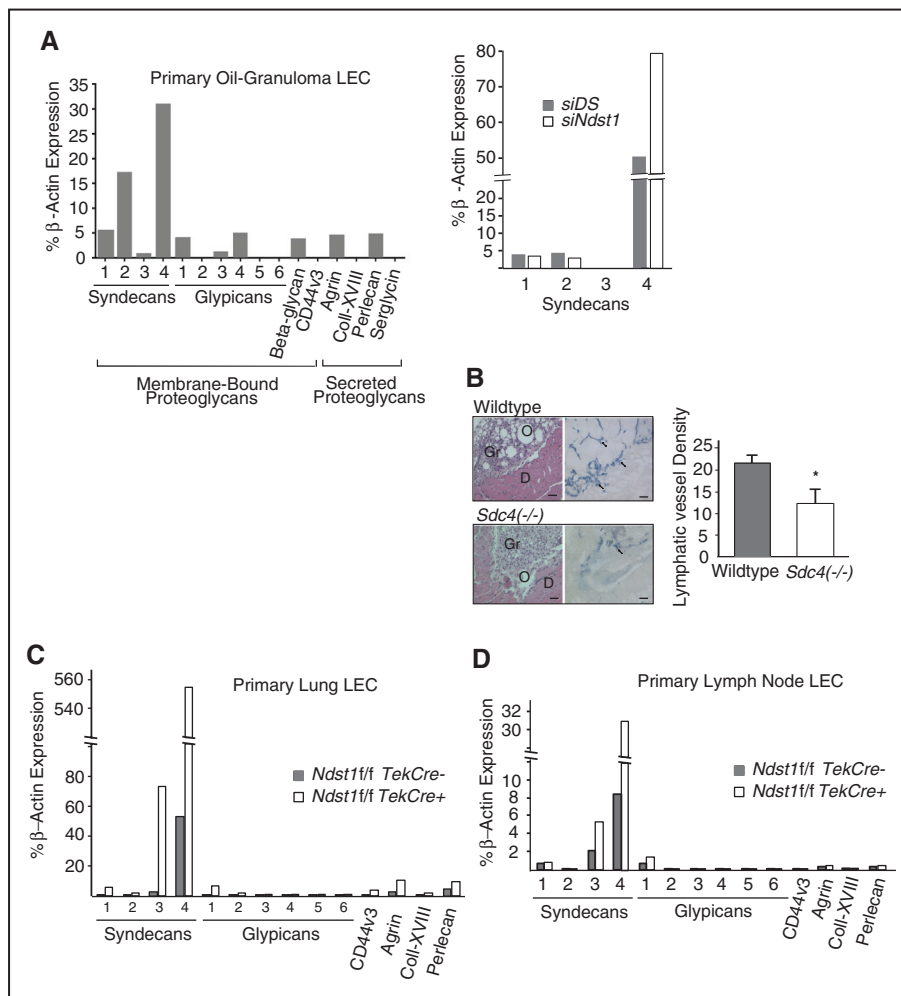 A
Primary Oil-Granuloma LEC
% β -Actin Expression
35
30
25
20
15
10
5
0
1 2 3 4 1 2 3 4 5 6
Syndecans
Glypicans
Beta-glycan
CD44v3
Agrin
Coll-XVIII
Perlecan
Serglycin
Membrane-Bound
Proteoglycans
Secreted
Proteoglycans
% β -Actin Expression
80
70
60
50
20
15
10
5
siDS
siNdst1
1 2 3 4
Syndecans
B
Wildtype
O
Gr
D
Sdc4(-/-)
Gr
O
D
Lymphatic vessel Density
25
20
15
10
5
0
*
Wildtype Sdc4(-/-)
C
Primary Lung LEC
% β–Actin Expression
560
540
80
60
40
20
Ndst1f/f TekCre-
Ndst1f/f TekCre+
1 2 3 4 1 2 3 4 5 6
Syndecans
Glypicans
CD44v3
Agrin
Coll-XVIII
Perlecan
D
Primary Lymph Node LEC
% β–Actin Expression
32
30
10
8
6
4
2
Ndst1f/f TekCre-
Ndst1f/f TekCre+
1 2 3 4 1 2 3 4 5 6
Syndecans
Glypicans
CD44v3
Agrin
Coll-XVIII
Perlecan